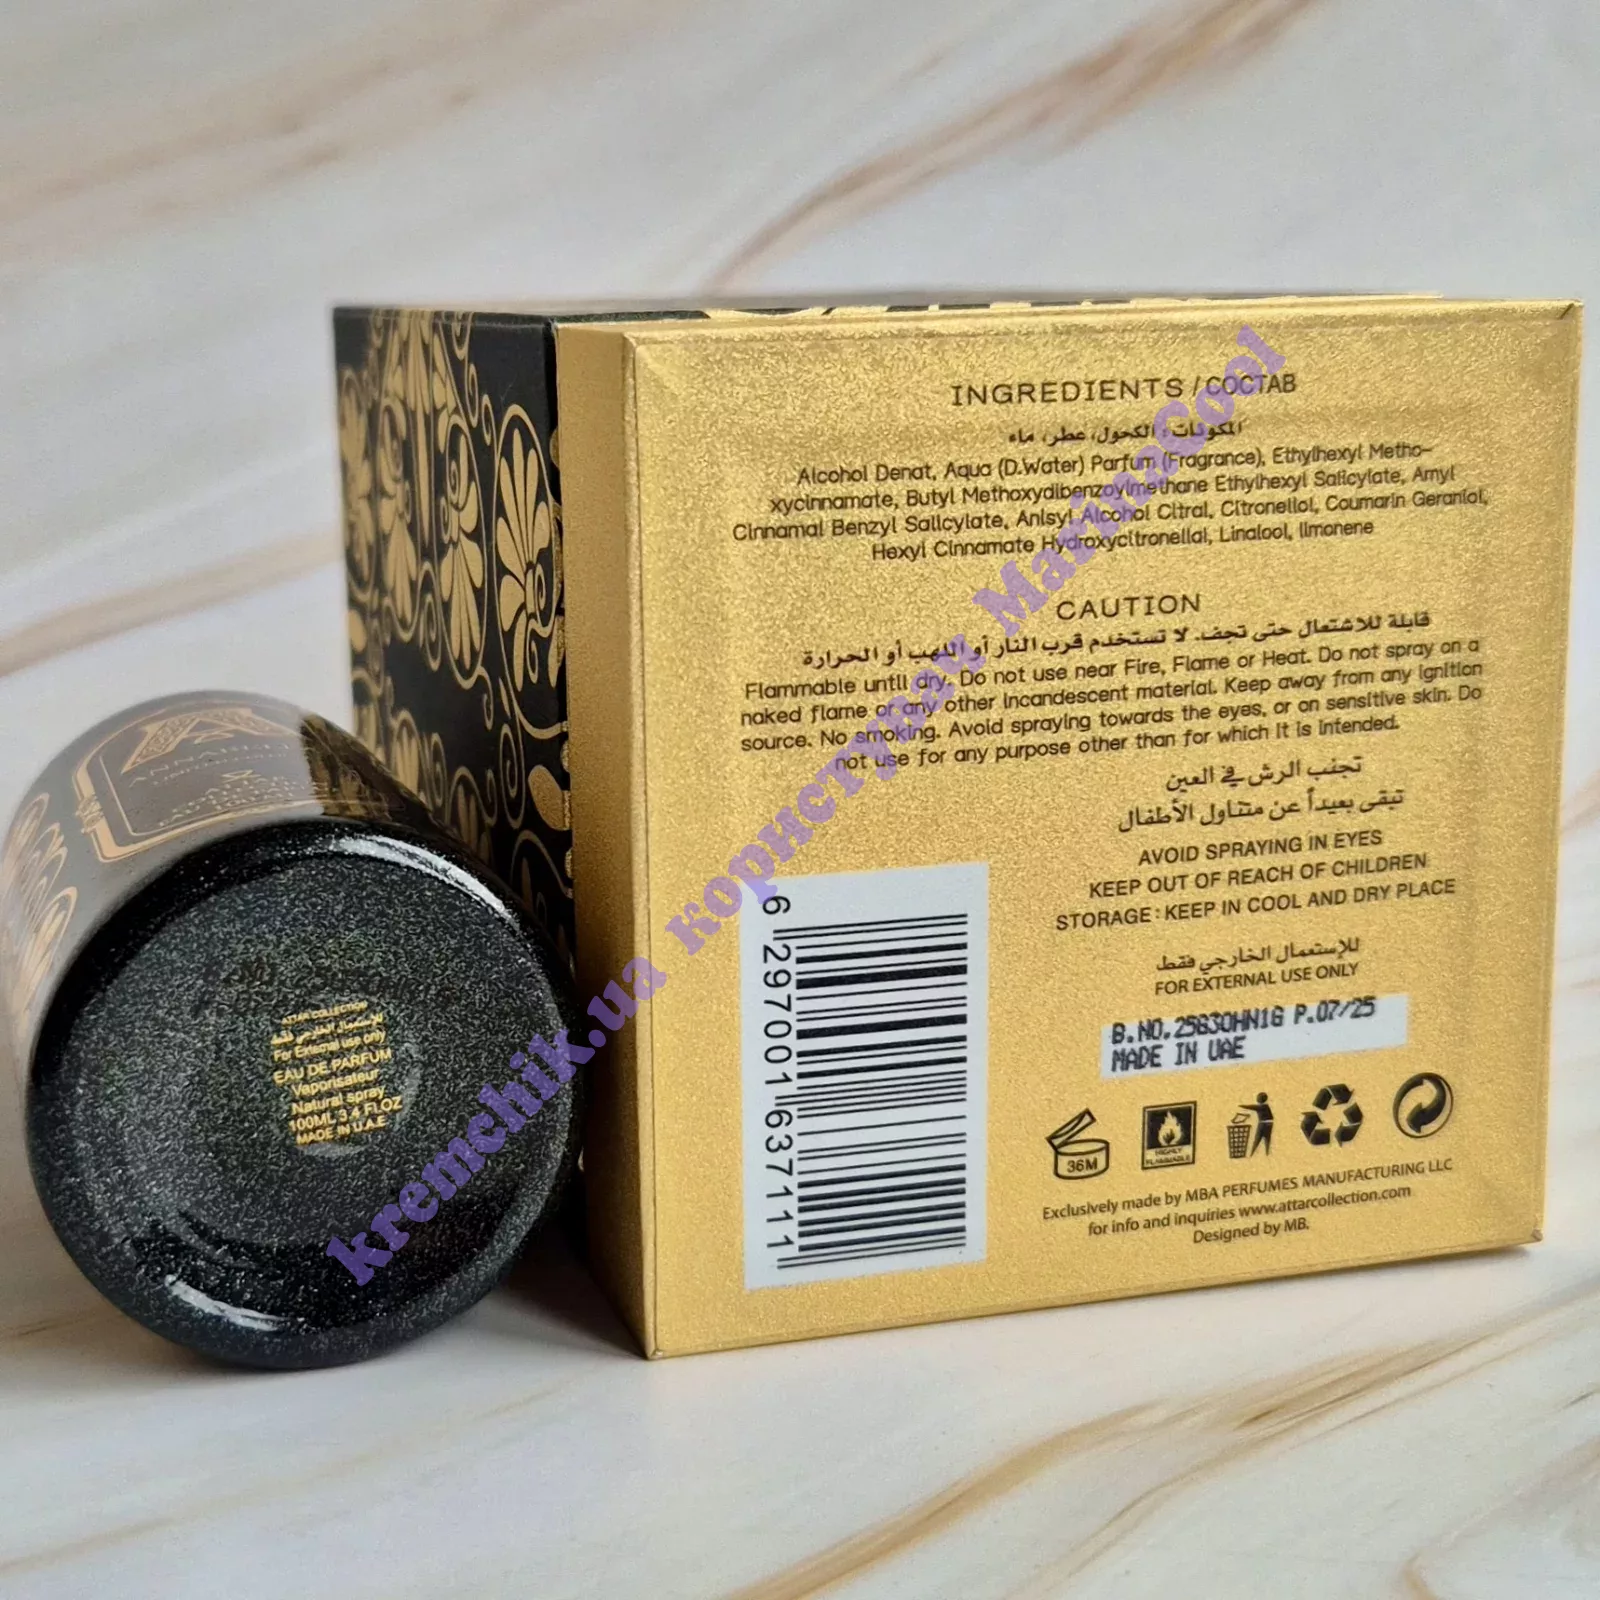 INGREDIENTS / СОСТАВ
المكونات : الكحول، عطر، ماء
Alcohol Denat, Aqua (D.Water) Parfum (Fragrance), Ethylhexyl Metho-
xycinnamate, Butyl Methoxydibenzoylmethane Ethylhexyl Salicylate, Amyl
Cinnamal Benzyl Salicylate, Anisyl Alcohol Citral, Citronellol, Coumarin Geraniol,
Hexyl Cinnamate Hydroxycitronellal, Linalool, limonene
CAUTION
قابلة للاشتعال حتى تجف. لا تستخدم قرب النار أو اللهب أو الحرارة
Flammable until dry. Do not use near Fire, Flame or Heat. Do not spray on a
naked flame or any other incandescent material. Keep away from any ignition
source. No smoking. Avoid spraying towards the eyes, or on sensitive skin. Do
not use for any purpose other than for which it is intended.
تجنب الرش في العين
تبقى بعيداً عن متناول الأطفال
AVOID SPRAYING IN EYES
KEEP OUT OF REACH OF CHILDREN
STORAGE : KEEP IN COOL AND DRY PLACE
للإستعمال الخارجي فقط
FOR EXTERNAL USE ONLY
B.NO.25830HN16 P.07/25
MADE IN UAE
36M
HIGHLY
FLAMMABLE
Exclusively made by MBA PERFUMES MANUFACTURING LLC
for info and inquiries www.attarcollection.com
Designed by MB.
6 297001 637111
ATTAR COLLECTION
للإستعمال الخارجي فقط
For External use only
EAU DE PARFUM
Vaporisateur
Natural spray
100ML 3.4 Fl.OZ
MADE IN U.A.E
kremchik.ua користувач MarinaCool